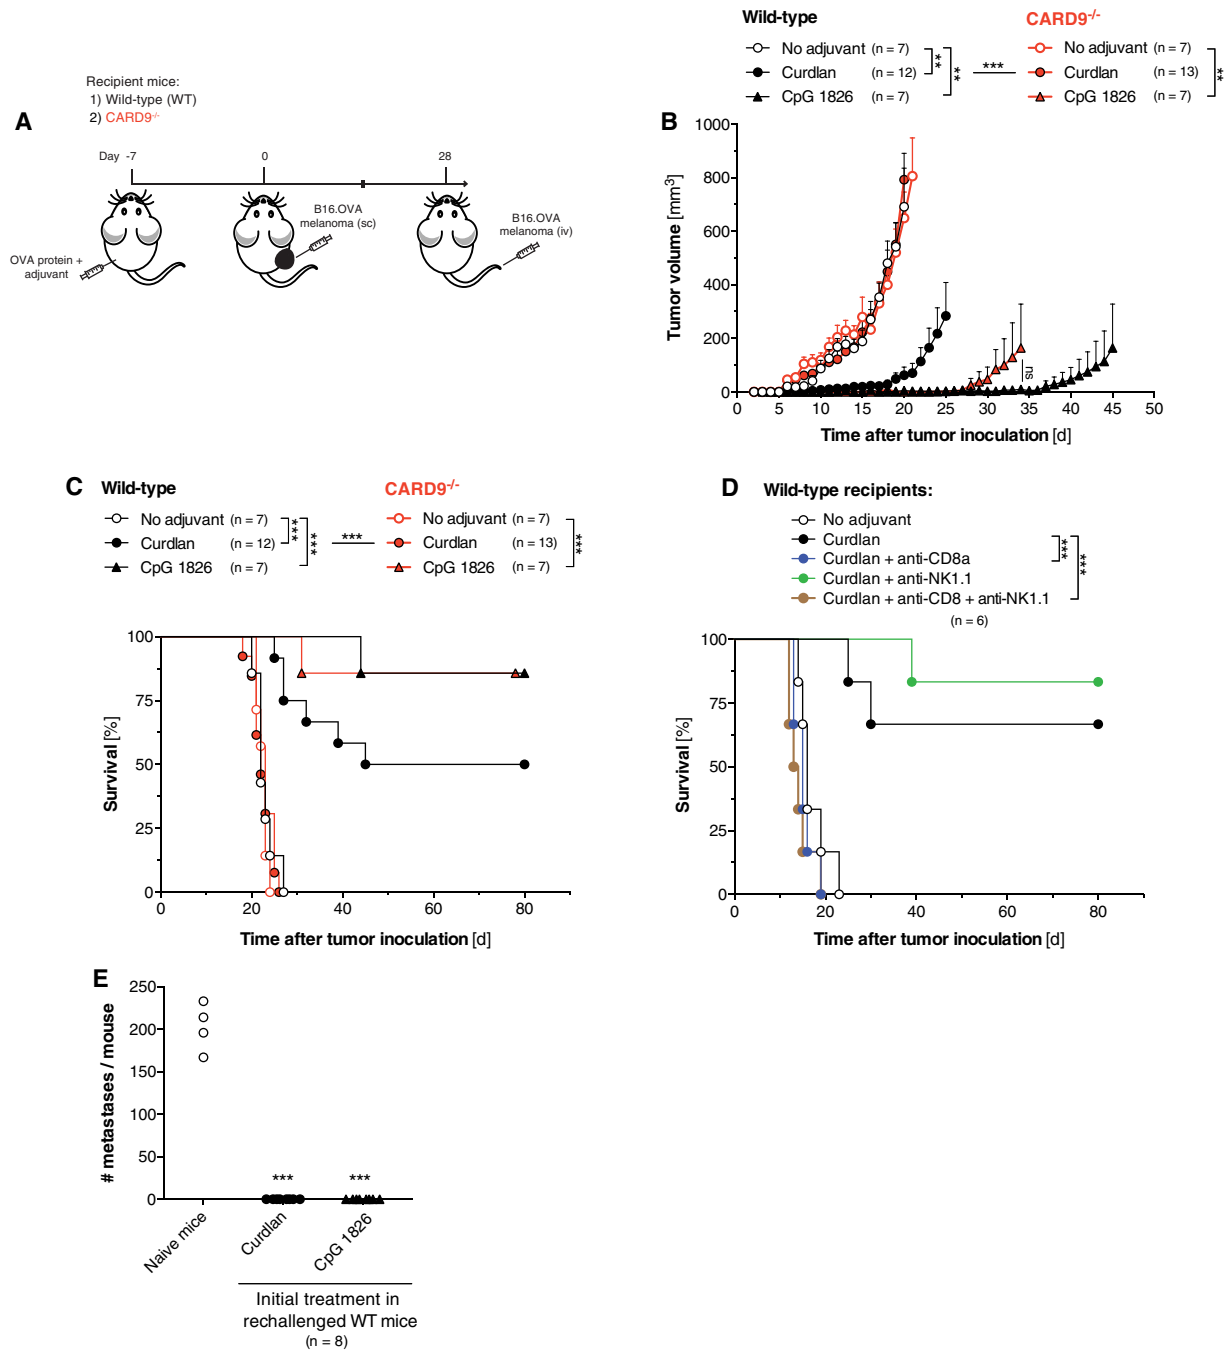 Recipient mice:
1) Wild-type (WT)
2) CARD9-/-
A
Day -7 0 28
OVA protein +
adjuvant
B16.OVA
melanoma (sc)
B16.OVA
melanoma (iv)
Wild-type CARD9-/-
No adjuvant (n = 7) ** ** *** No adjuvant (n = 7) **
Curdlan (n = 12) Curdlan (n = 13)
CpG 1826 (n = 7) CpG 1826 (n = 7)
B
Tumor volume [mm3]
1000
800
600
400
200
0
ns
0 5 10 15 20 25 30 35 40 45 50
Time after tumor inoculation [d]
C Wild-type CARD9-/-
No adjuvant (n = 7) *** *** *** No adjuvant (n = 7) ***
Curdlan (n = 12) Curdlan (n = 13)
CpG 1826 (n = 7) CpG 1826 (n = 7)
Survival [%]
100
75
50
25
0
0 20 40 60 80
Time after tumor inoculation [d]
D Wild-type recipients:
No adjuvant
Curdlan
Curdlan + anti-CD8a
Curdlan + anti-NK1.1
Curdlan + anti-CD8 + anti-NK1.1
*** ***
(n = 6)
Survival [%]
100
75
50
25
0
0 20 40 60 80
Time after tumor inoculation [d]
E
# metastases / mouse
250
200
150
100
50
0
*** ***
Naive mice Curdlan CpG 1826
Initial treatment in
rechallenged WT mice
(n = 8)